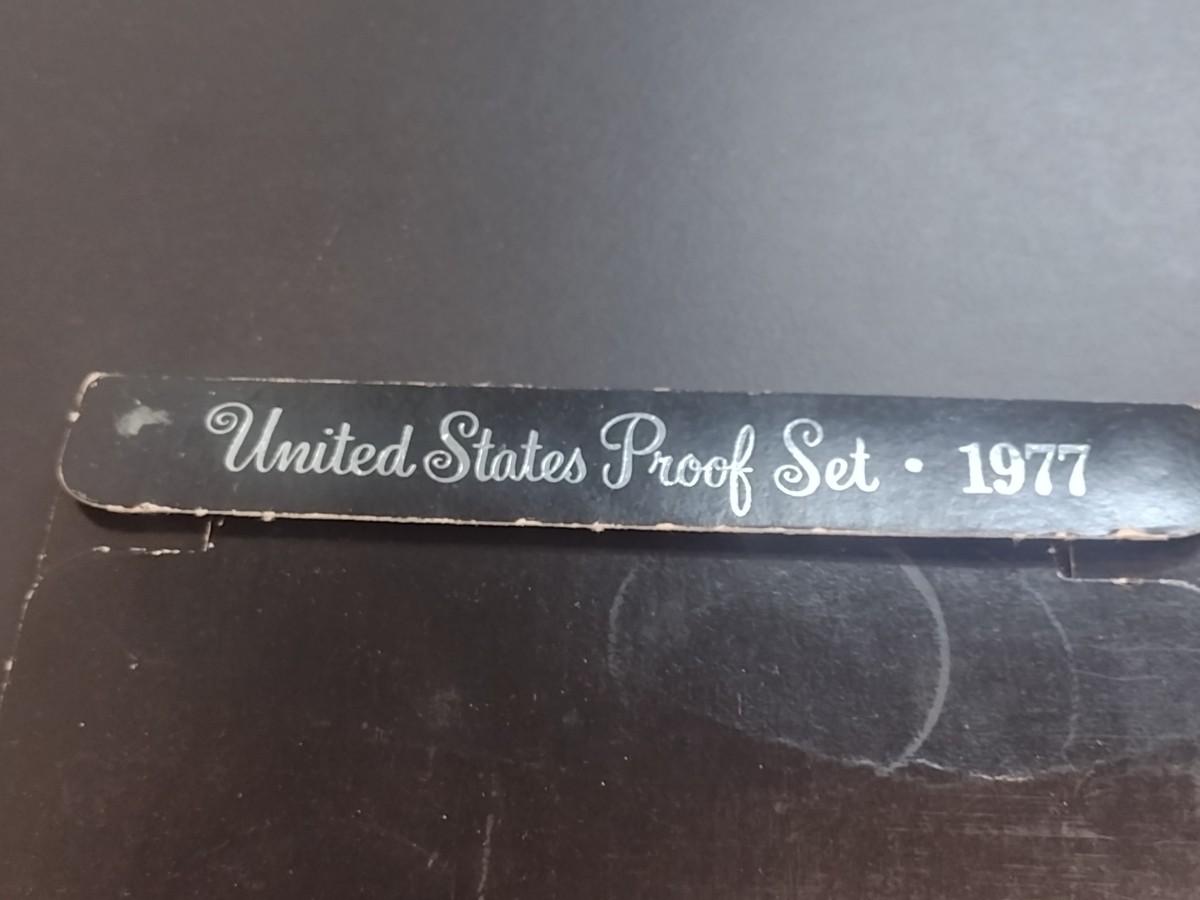 United States Proof Set • 1977